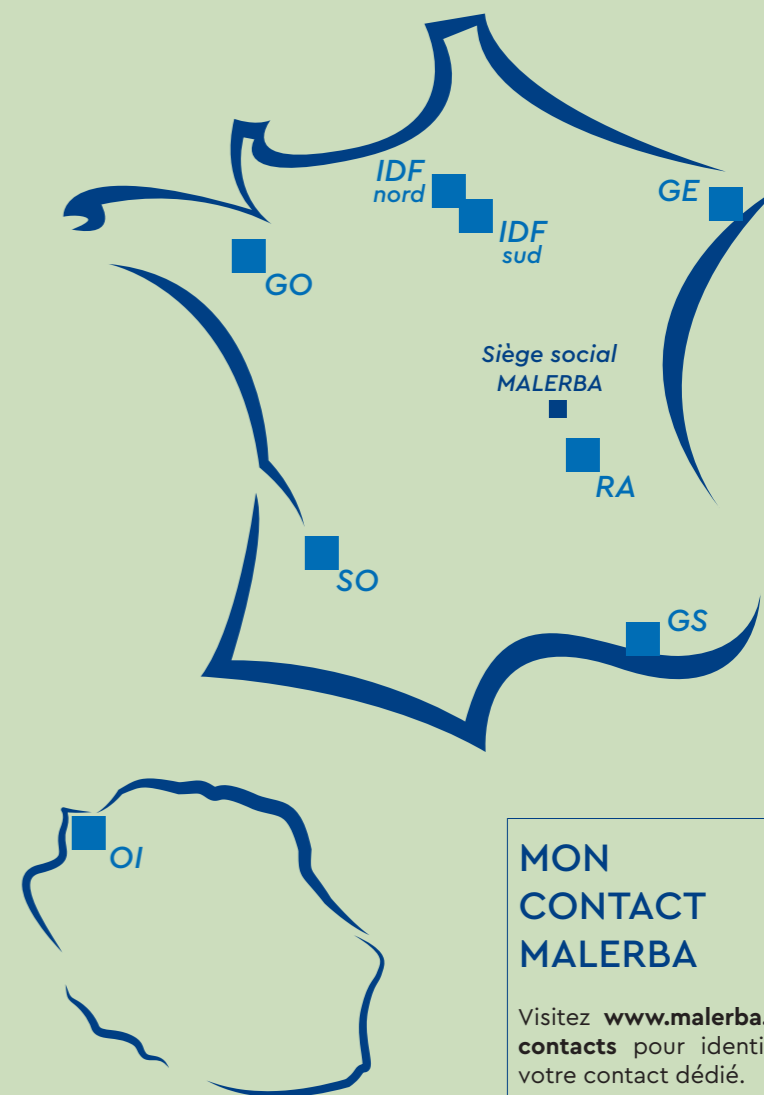 IDF
nord
GE
IDF
sud
GO
Siège social
MALERBA
RA
SO
GS
OI
MON
CONTACT
MALERBA
Visitez www.malerba.
contacts pour identi
votre contact dédié.